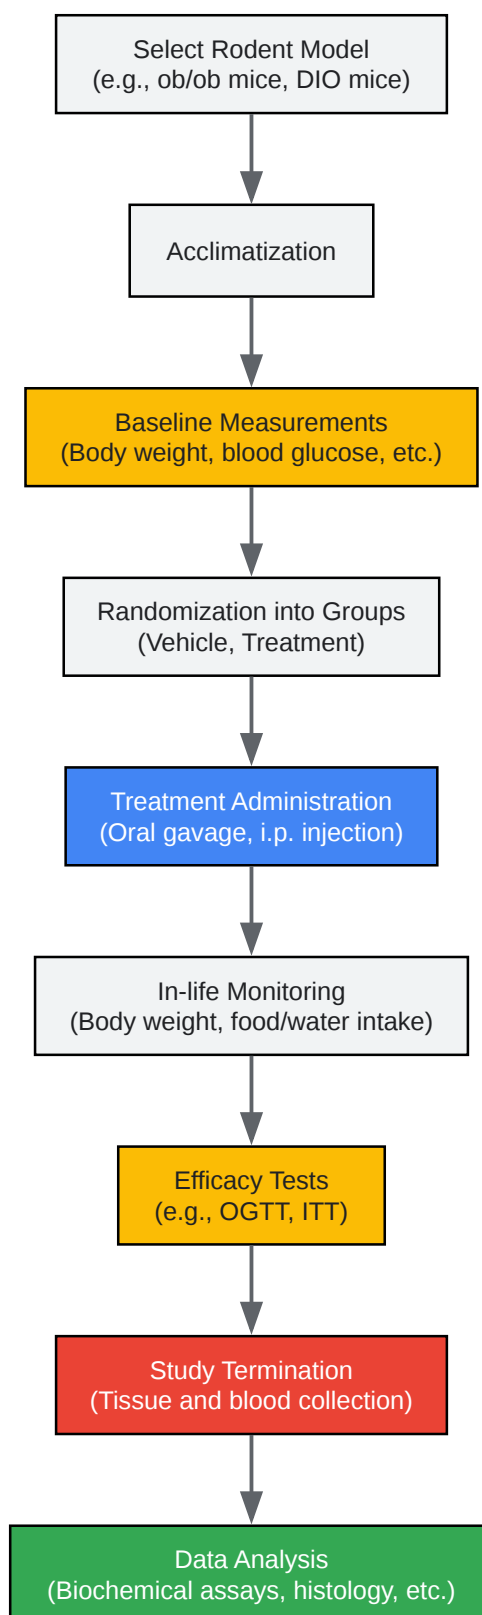 Select Rodent Model
(e.g., ob/ob mice, DIO mice)
Acclimatization
Baseline Measurements
(Body weight, blood glucose, etc.)
Randomization into Groups
(Vehicle, Treatment)
Treatment Administration
(Oral gavage, i.p. injection)
In-life Monitoring
(Body weight, food/water intake)
Efficacy Tests
(e.g., OGTT, ITT)
Study Termination
(Tissue and blood collection)
Data Analysis
(Biochemical assays, histology, etc.)